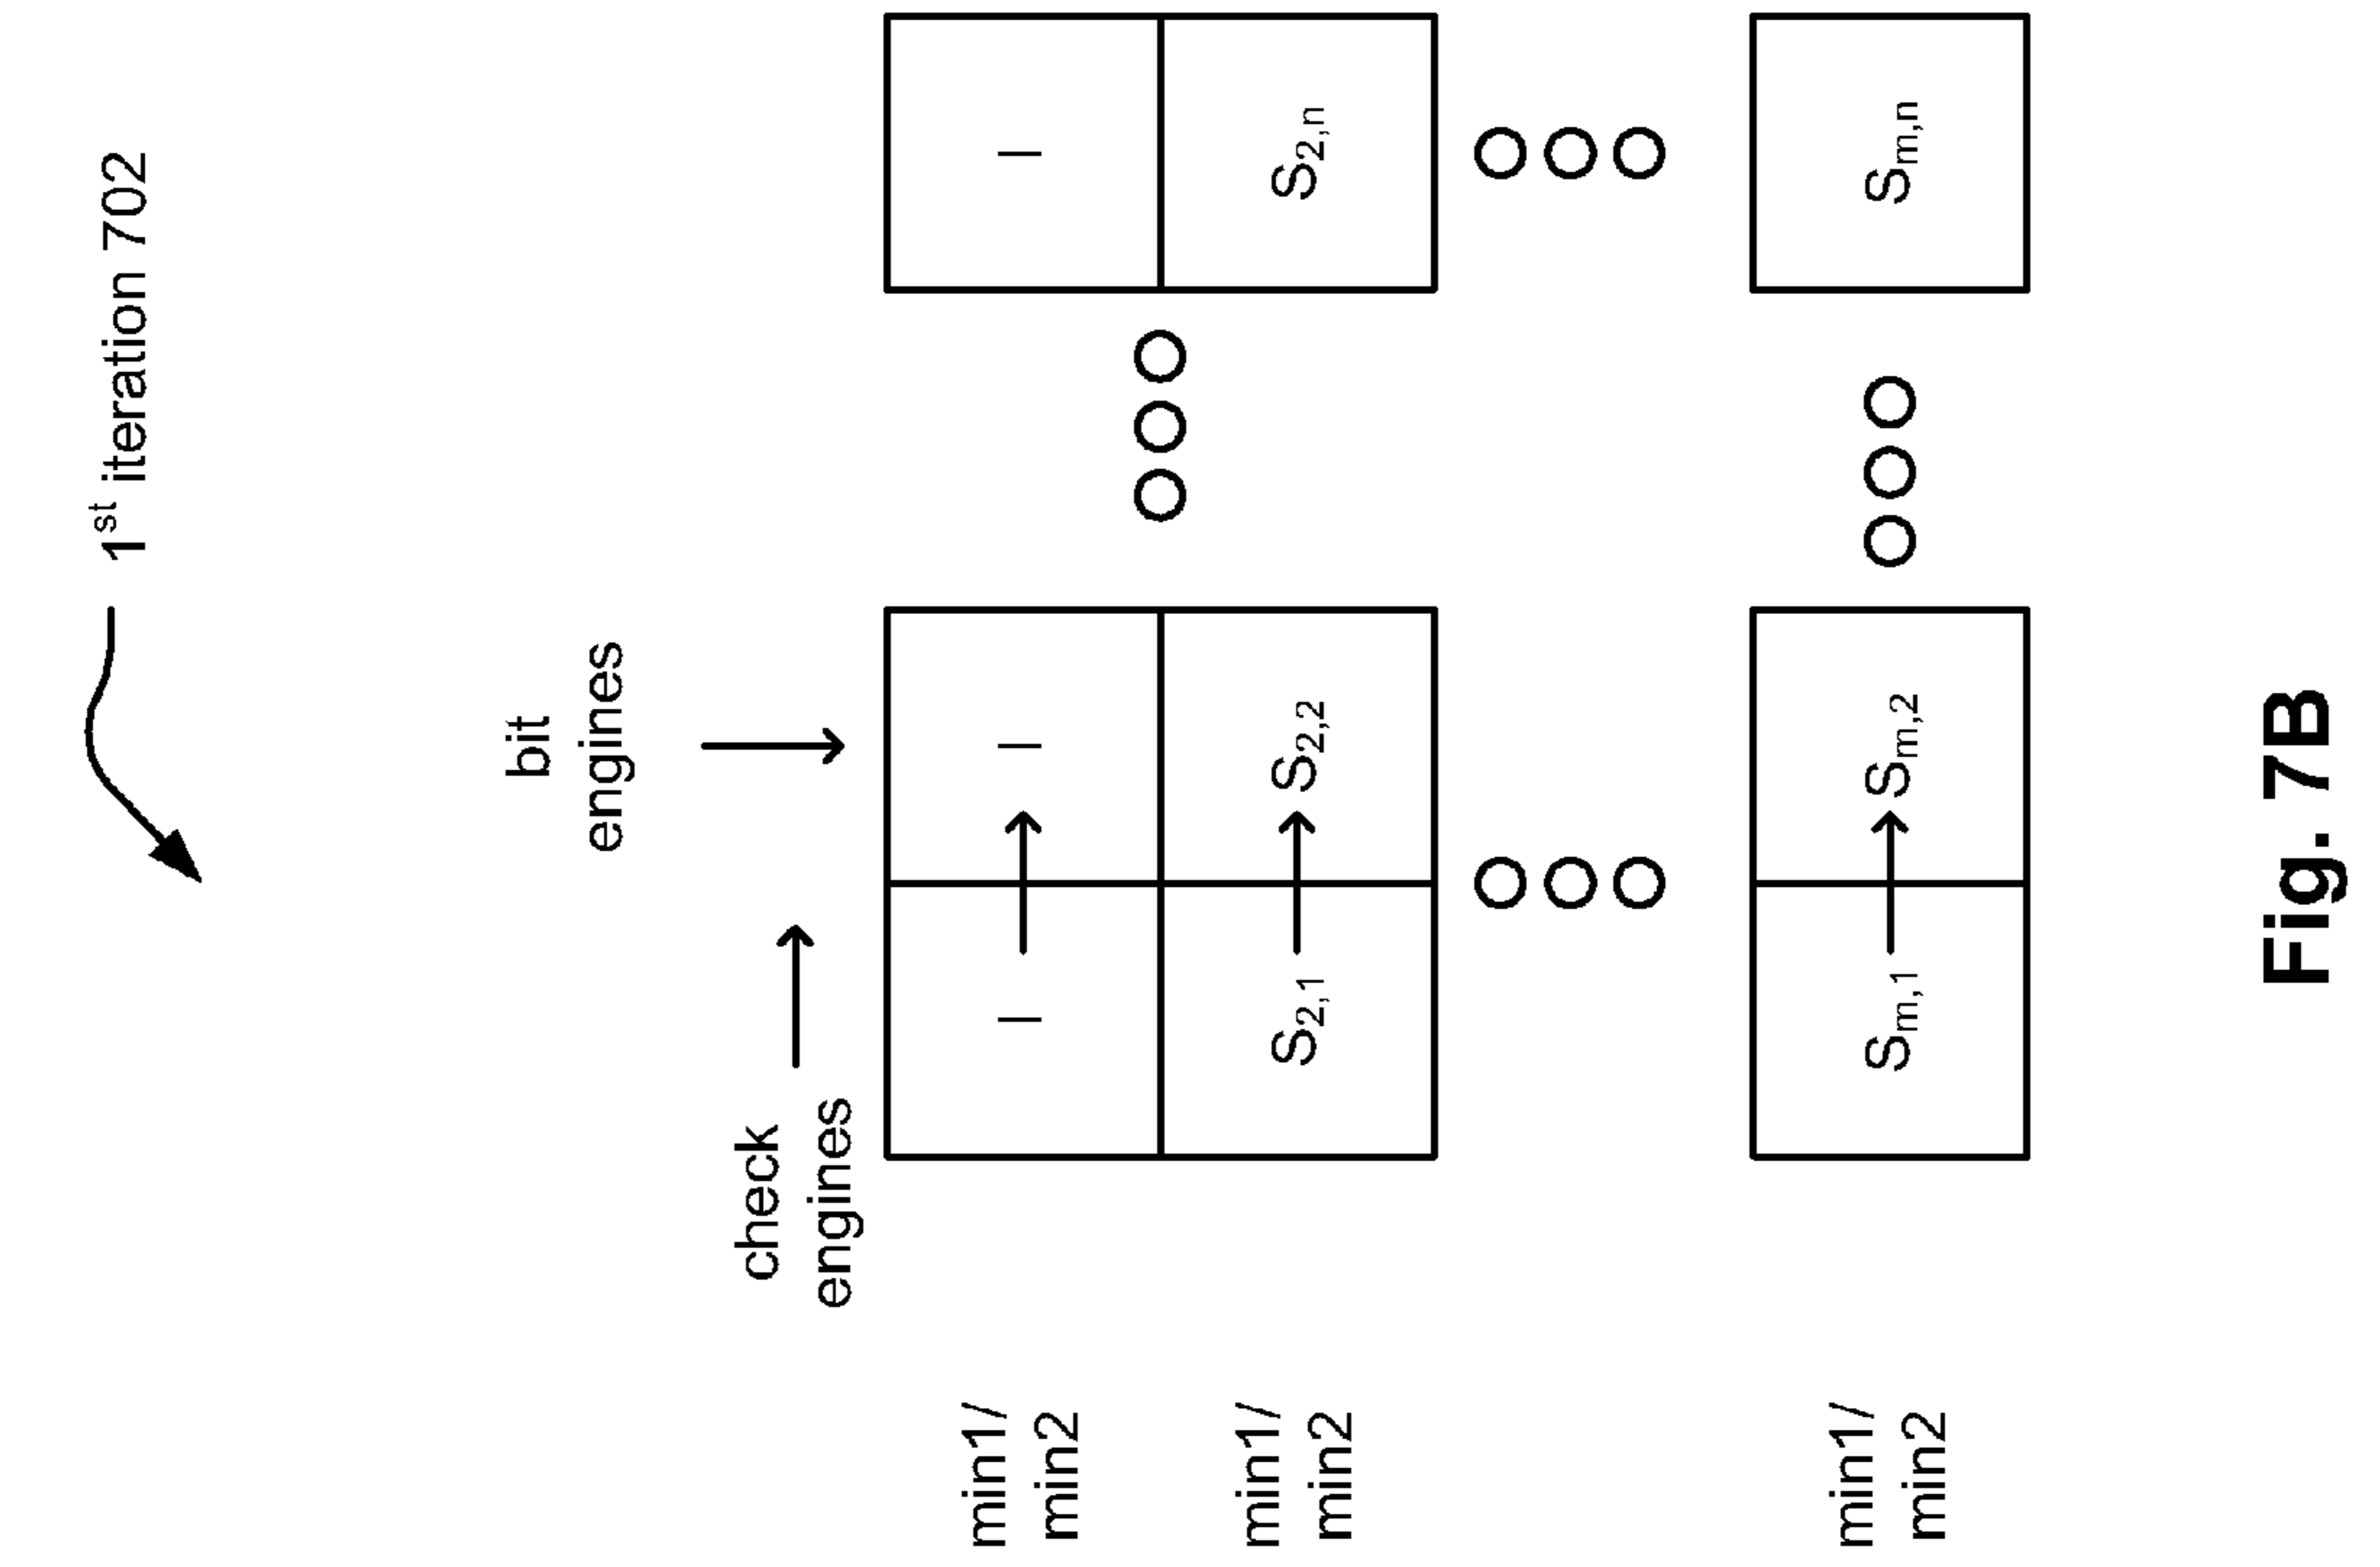 1st iteration 702
bit
engines
check
engines
min1/
min2
I
I
I
min1/
min2
S2,1
S2,2
S2,n
min1/
min2
Sm,1
Sm,2
Sm,n
Fig. 7B